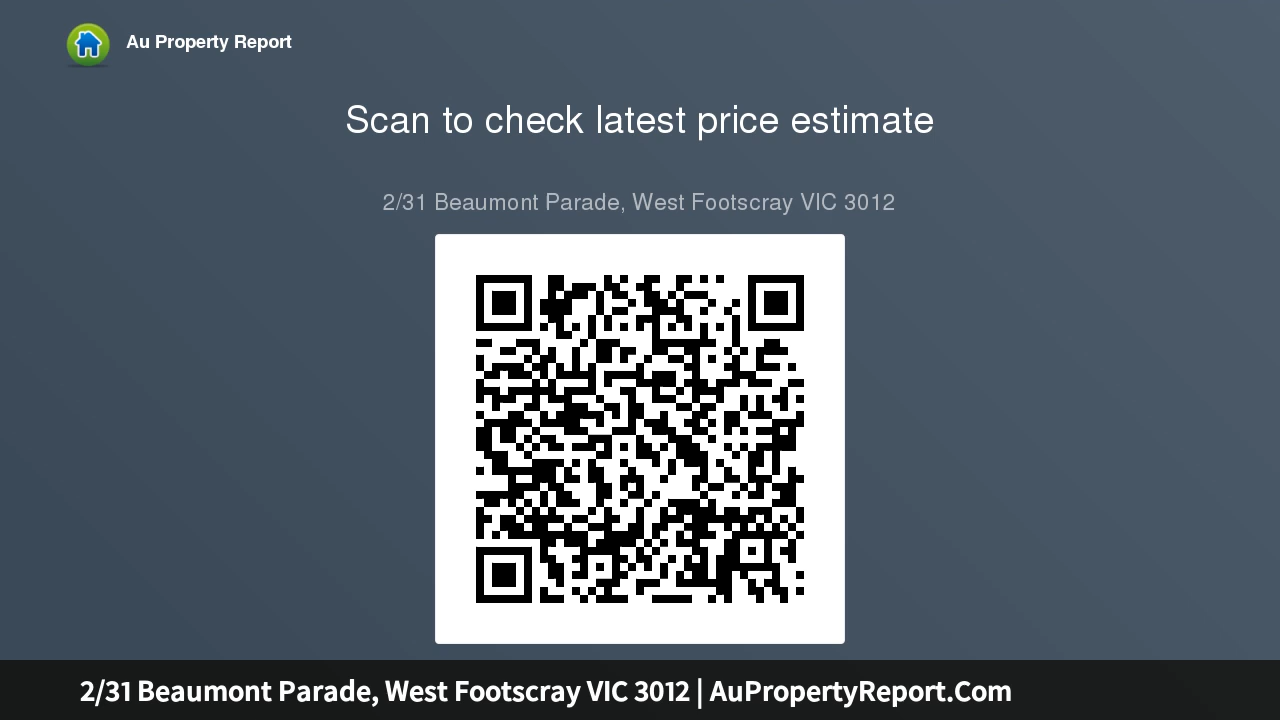 Au Property Report
Scan to check latest price estimate
2/31 Beaumont Parade, West Footscray VIC 3012
2/31 Beaumont Parade, West Footscray VIC 3012 | AuPropertyReport.Com